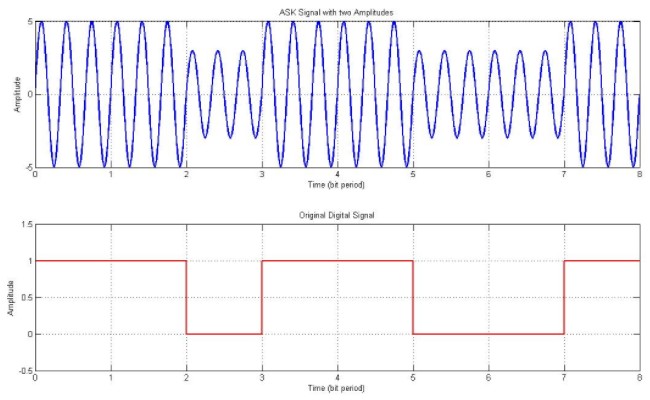 ASK Signal with two Amplitudes
5
0
-5
Amplitude
0 1 2 3 4 5 6 7 8
Time (bit period)
Original Digital Signal
1.5
1
0.5
0
-0.5
Amplitude
0 1 2 3 4 5 6 7 8
Time (bit period)